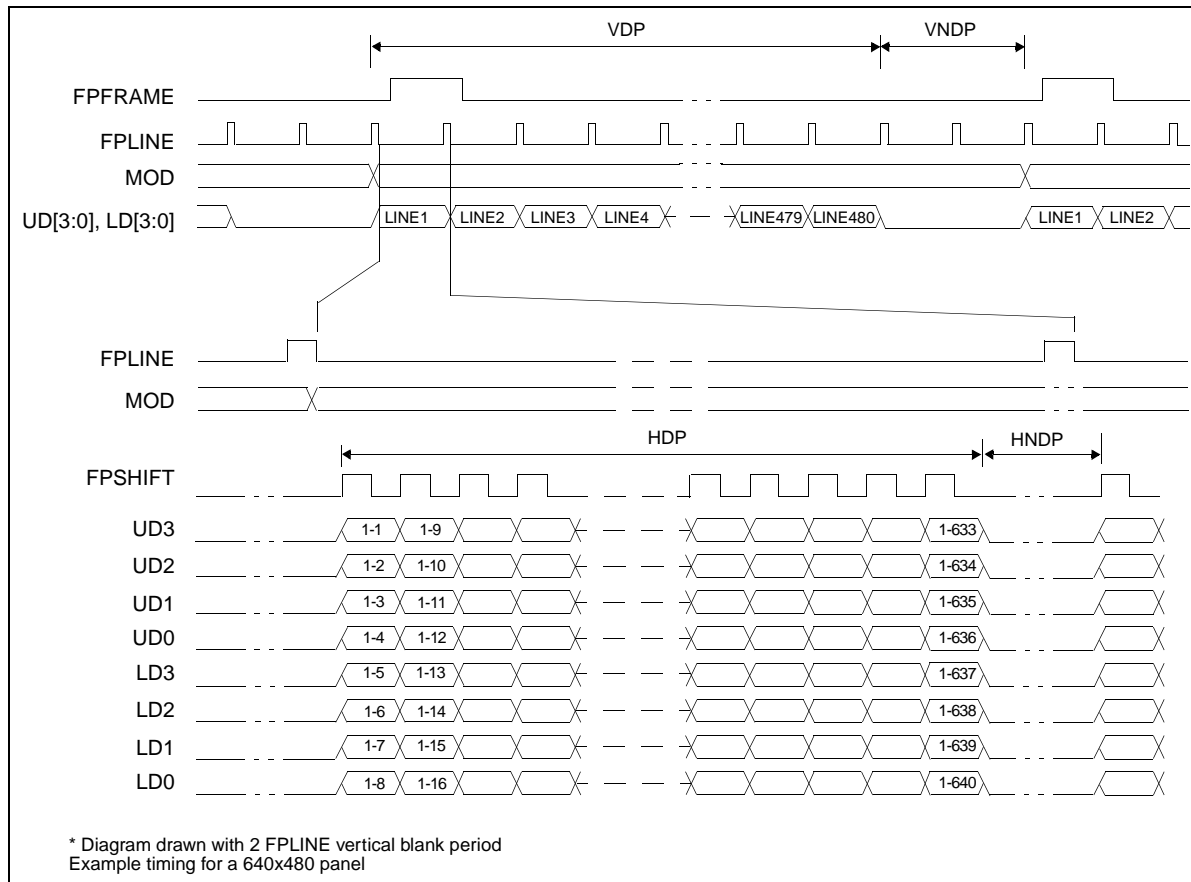 VDP VNDP
FPFRAME
FPLINE
MOD
UD[3:0], LD[3:0] LINE1 LINE2 LINE3 LINE4 LINE479 LINE480 LINE1 LINE2
FPLINE
MOD
HDP HNDP
FPSHIFT
UD3 1-1 1-9 1-633
UD2 1-2 1-10 1-634
UD1 1-3 1-11 1-635
UD0 1-4 1-12 1-636
LD3 1-5 1-13 1-637
LD2 1-6 1-14 1-638
LD1 1-7 1-15 1-639
LD0 1-8 1-16 1-640
* Diagram drawn with 2 FPLINE vertical blank period
Example timing for a 640x480 panel